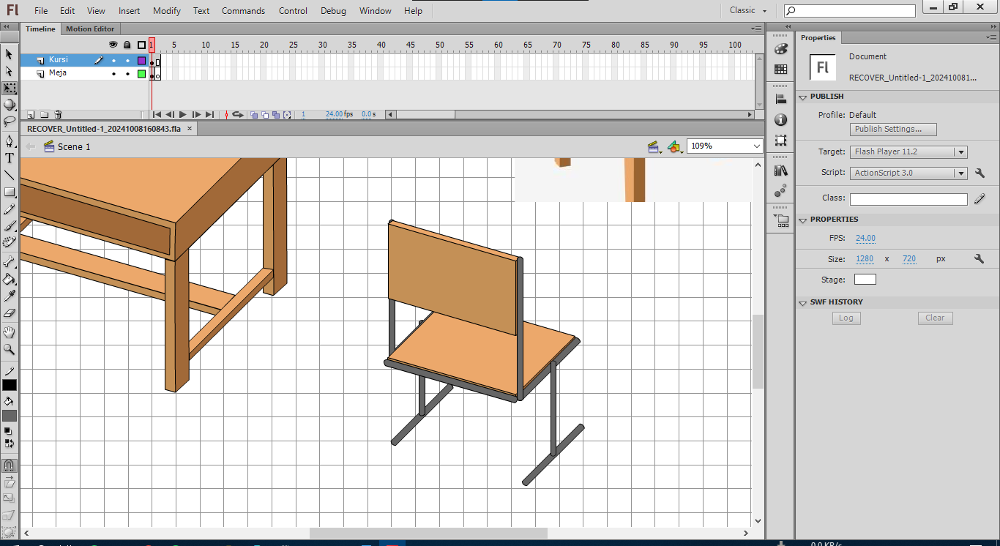 Fl File Edit View Insert Modify Text Commands Control Debug Window Help Classic
Timeline Motion Editor
1 5 10 15 20 25 30 35 40 45 50 55 60 65 70 75 80 85 90 95 100
Kursi
Meja
1 24.00 fps 0.0 s
RECOVER_Untitled-1_20241008160843.fla ×
Scene 1
109%
T
Properties
Fl
Document
RECOVER_Untitled-1_202410081...
PUBLISH
Profile: Default
Publish Settings...
Target: Flash Player 11.2
Script: ActionScript 3.0
Class:
PROPERTIES
FPS: 24.00
Size: 1280 x 720 px
Stage:
SWF HISTORY
Log Clear